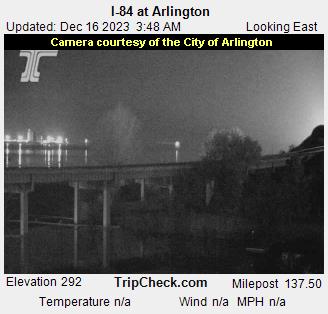 I-84 at Arlington
Updated: Dec 16 2023 3:48 AM Looking East
Camera courtesy of the City of Arlington
Elevation 292 TripCheck.com Milepost 137.50
Temperature n/a Wind n/a MPH n/a